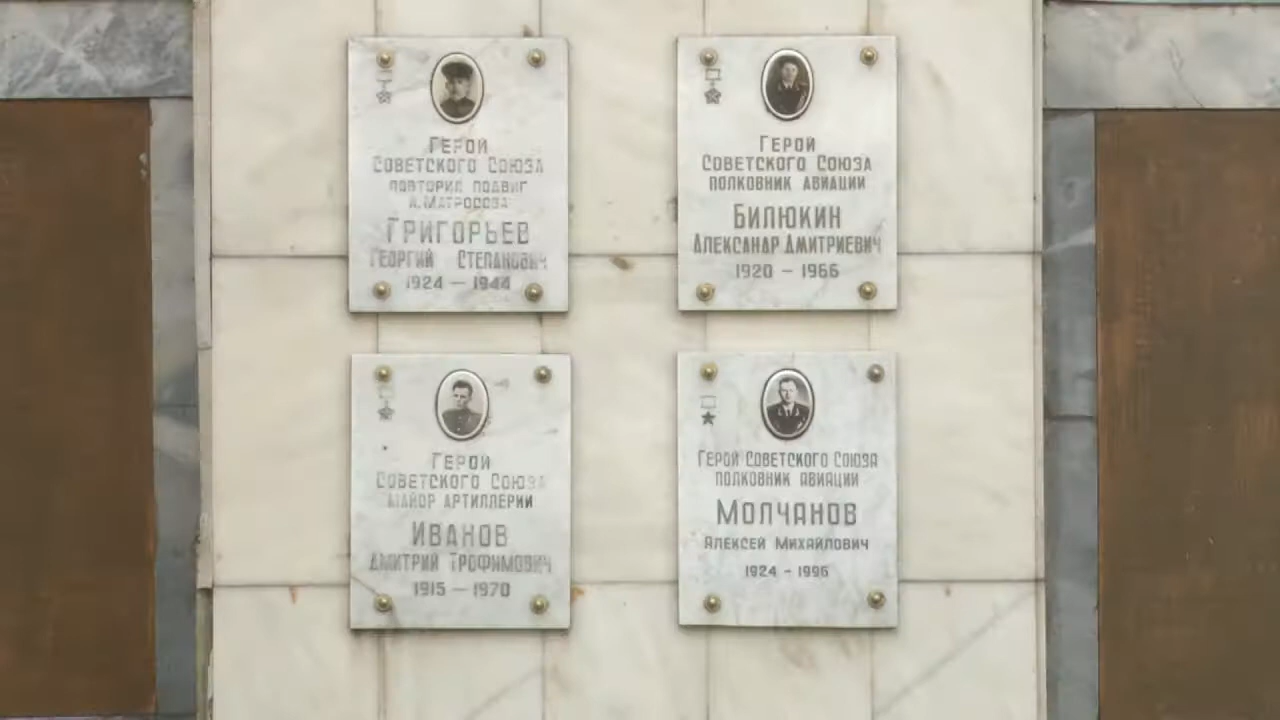 ГЕРОЙ
СОВЕТСКОГО СОЮЗА
ПОВТОРИЛ ПОДВИГ
А. МАТРОСОВА
ГРИГОРЬЕВ
ГЕОРГИЙ СТЕПАНОВИЧ
1924 — 1944
ГЕРОЙ
СОВЕТСКОГО СОЮЗА
ПОЛКОВНИК АВИАЦИИ
БИЛЮКИН
АЛЕКСАНДР ДМИТРИЕВИЧ
1920 — 1966
ГЕРОЙ
СОВЕТСКОГО СОЮЗА
МАЙОР АРТИЛЛЕРИИ
ИВАНОВ
ДМИТРИЙ ТРОФИМОВИЧ
1915 — 1970
ГЕРОЙ СОВЕТСКОГО СОЮЗА
ПОЛКОВНИК АВИАЦИИ
МОЛЧАНОВ
АЛЕКСЕЙ МИХАЙЛОВИЧ
1924 - 1996